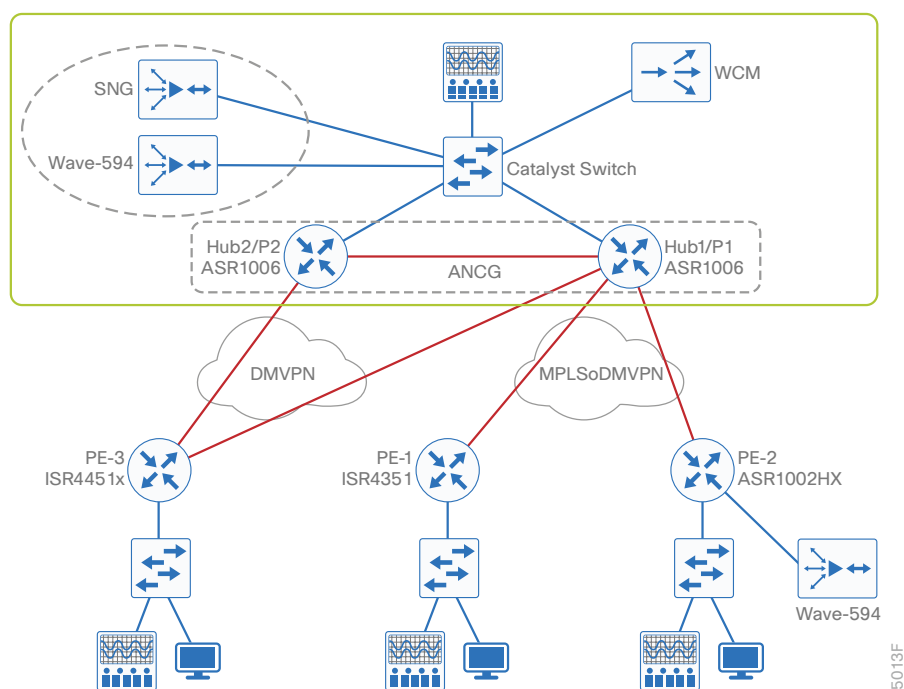 SNG
WCM
Wave-594
Catalyst Switch
Hub2/P2
ASR1006
ANCG
Hub1/P1
ASR1006
DMVPN
MPLSoDMVPN
PE-3
ISR4451x
PE-1
ISR4351
PE-2
ASR1002HX
Wave-594
5013F